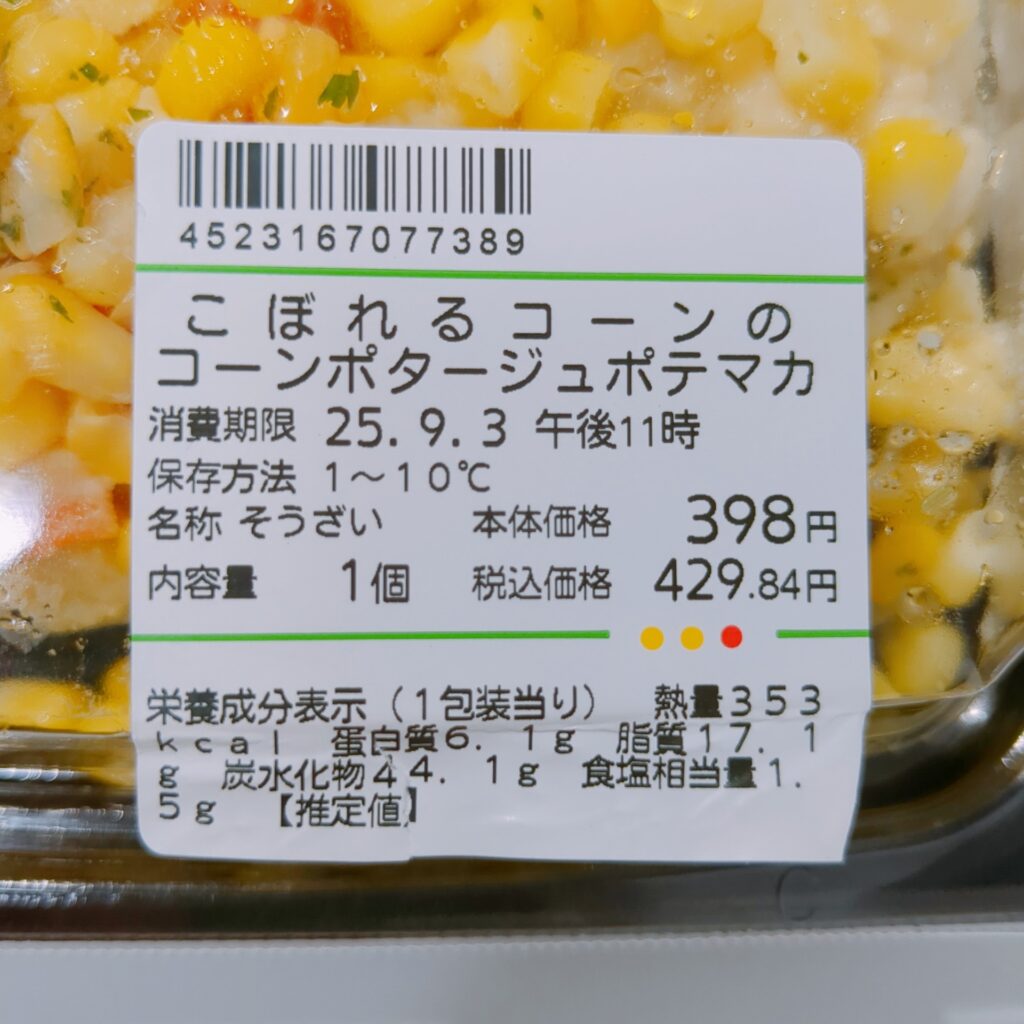 4523167077389
こぼれるコーンの
コーンポタージュポテマカ
消費期限 25.9.3 午後11時
保存方法 1～10℃
名称 そうざい 本体価格 398円
内容量 1個 税込価格 429.84円
栄養成分表示（1包装当り） 熱量353
kcal 蛋白質6.1g 脂質17.1
g 炭水化物44.1g 食塩相当量1.
5g 【推定値】